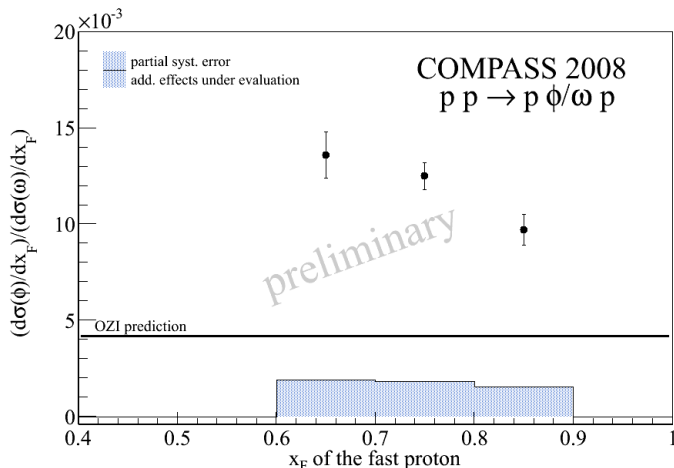 ×10⁻³
20
15
10
5
0
(dσ(φ)/dx_F)/(dσ(ω)/dx_F)
partial syst. error
add. effects under evaluation
COMPASS 2008
p p → p φ/ω p
preliminary
OZI prediction
0.4 0.5 0.6 0.7 0.8 0.9 1
x_F of the fast proton